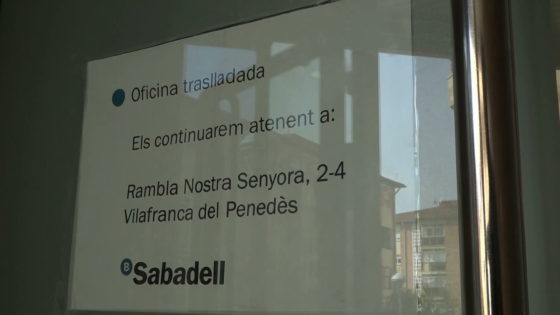 Oficina traslladada
Els continuarem atenent a:
Rambla Nostra Senyora, 2-4
Vilafranca del Penedès
B Sabadell